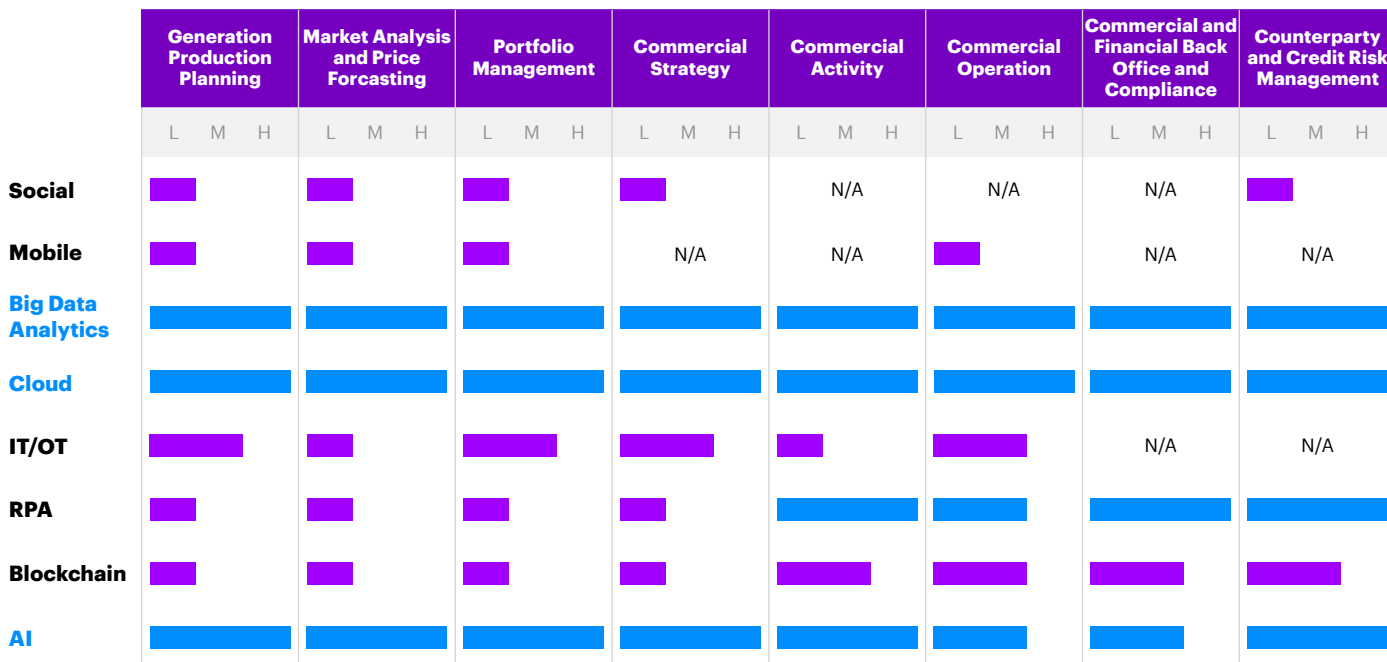 Generation
Production
Planning
Market Analysis
and Price
Forcasting
Portfolio
Management
Commercial
Strategy
Commercial
Activity
Commercial
Operation
Commercial and
Financial Back
Office and
Compliance
Counterparty
and Credit Risk
Management
L M H L M H L M H L M H L M H L M H L M H L M H
Social N/A N/A N/A
Mobile N/A N/A N/A N/A
Big Data
Analytics
Cloud
IT/OT N/A N/A
RPA
Blockchain
AI